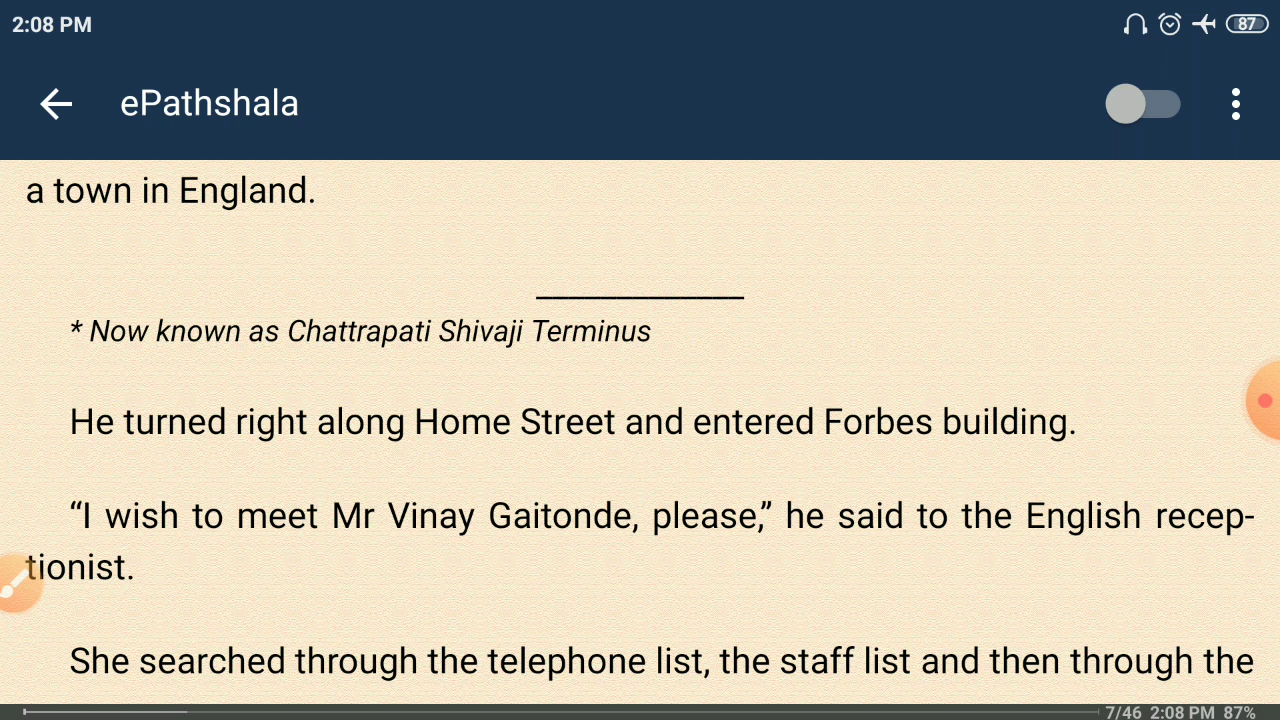 2:08 PM
87
ePathshala
a town in England.
* Now known as Chattrapati Shivaji Terminus
He turned right along Home Street and entered Forbes building.
“I wish to meet Mr Vinay Gaitonde, please,” he said to the English recep-
tionist.
She searched through the telephone list, the staff list and then through the
7/46 2:08 PM 87%